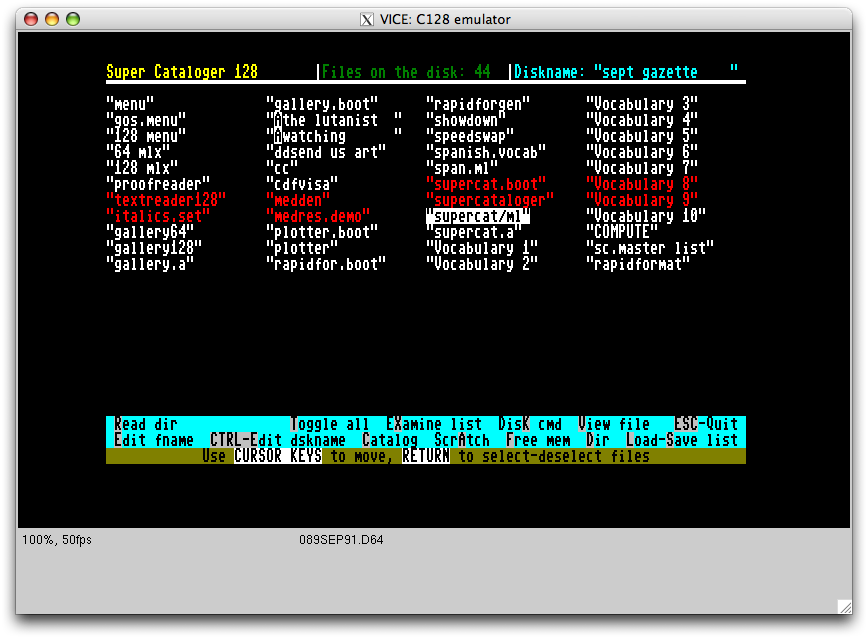 X VICE: C128 emulator
Super Cataloger 128 |Files on the disk: 44 |Diskname: "sept gazette "
"menu" "gallery.boot" "rapidforgen" "Vocabulary 3"
"gos.menu" "the lutanist " "showdown" "Vocabulary 4"
"128 menu" "watching " "speedswap" "Vocabulary 5"
"64 mlx" "ddsend us art" "spanish.vocab" "Vocabulary 6"
"128 mlx" "cc" "span.ml" "Vocabulary 7"
"proofreader" "cdfvisa" "supercat.boot" "Vocabulary 8"
"textreader128" "medden" "supercataloger" "Vocabulary 9"
"italics.set" "medres.demo" "supercat/ml" "Vocabulary 10"
"gallery64" "plotter.boot" "supercat.a" "COMPUTE"
"gallery128" "plotter" "Vocabulary 1" "sc.master list"
"gallery.a" "rapidfor.boot" "Vocabulary 2" "rapidformat"
Read dir Toggle all EXamine list DisK cmd View file ESC-Quit
Edit fname CTRL-Edit dskname Catalog ScrAtch Free mem Dir Load-Save list
Use CURSOR KEYS to move, RETURN to select-deselect files
100%, 50fps 089SEP91.D64